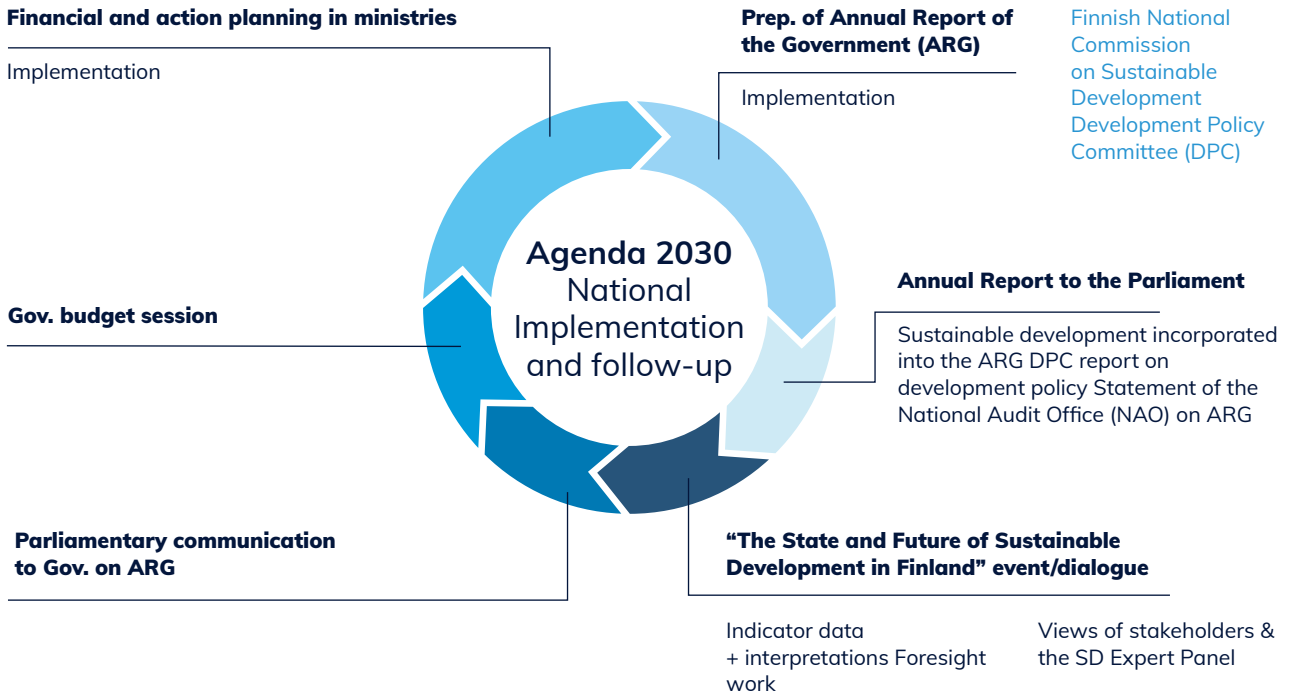 Financial and action planning in ministries
Implementation
Prep. of Annual Report of
the Government (ARG)
Implementation
Finnish National
Commission
on Sustainable
Development
Development Policy
Committee (DPC)
Agenda 2030
National
Implementation
and follow-up
Annual Report to the Parliament
Sustainable development incorporated
into the ARG DPC report on
development policy Statement of the
National Audit Office (NAO) on ARG
Gov. budget session
Parliamentary communication
to Gov. on ARG
“The State and Future of Sustainable
Development in Finland” event/dialogue
Indicator data
+ interpretations Foresight
work
Views of stakeholders &
the SD Expert Panel